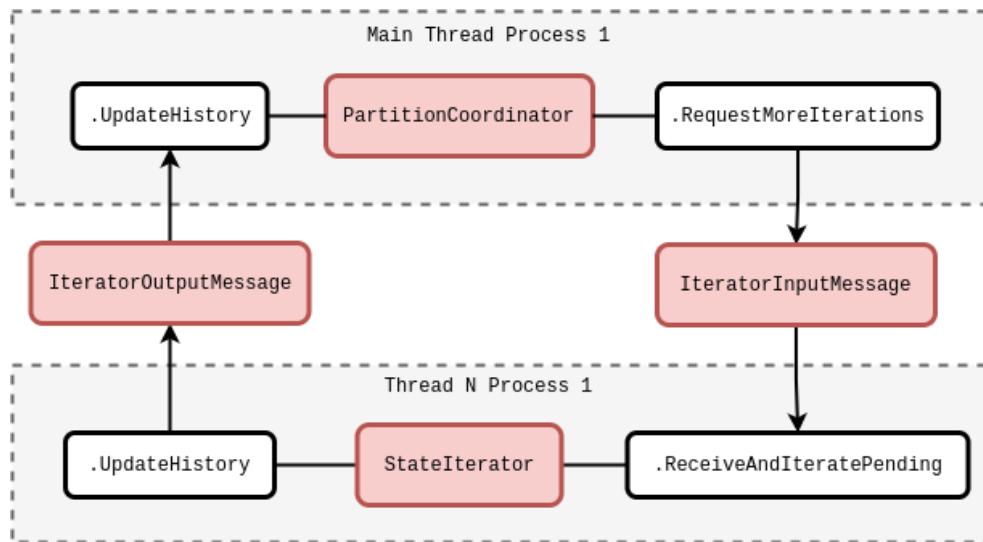 Main Thread Process 1
.UpdateHistory
PartitionCoordinator
.RequestMoreIterations
IteratorOutputMessage
IteratorInputMessage
Thread N Process 1
.UpdateHistory
StateIterator
.ReceiveAndIteratePending